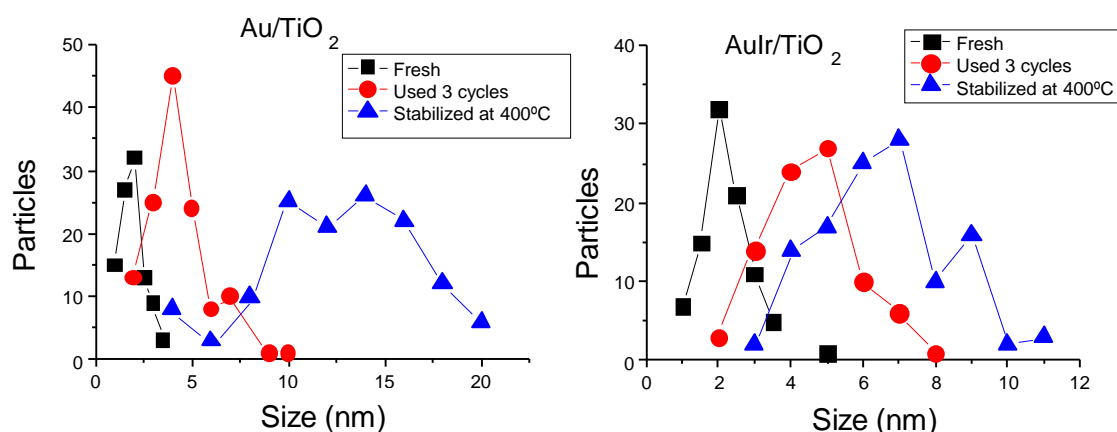 Au/TiO 2
Particles
50
40
30
20
10
0
0 5 10 15 20
Size (nm)
Fresh
Used 3 cycles
Stabilized at 400ºC
AuIr/TiO 2
Particles
40
30
20
10
0
0 2 4 6 8 10 12
Size (nm)
Fresh
Used 3 cycles
Stabilized at 400ºC